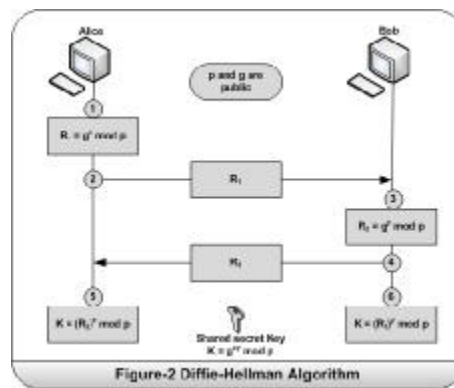 Alice
Bob
p and g are
public
1
R₁ = gˣ mod p
2
R₁
3
R₂ = gʸ mod p
R₂
4
5
6
K = (R₂)ˣ mod p
Shared secret Key
K = gˣʸ mod p
K = (R₁)ʸ mod p
Figure-2 Diffie-Hellman Algorithm